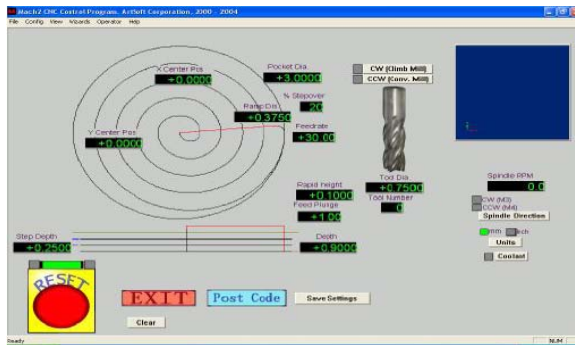 Mach2 CNC Control Program. Artsoft Corporation. 2000 - 2004
File Config View Wizards Operator Help
X Center Pos
+0.0000
Pocket Dia.
+3.0000
CW (Climb Mill)
CCW (Conv. Mill)
% Stepover
20
Ramp Dis.
+0.3750
Feedrate
+30.00
Y Center Pos
+0.0000
Rapid height
+0.1000
Feed Plunge
+1.00
Tool Dia
+0.7500
Tool Number
0
Spindle RPM
0.0
CW (M3)
CCW (M4)
Spindle Direction
mm Inch
Units
Coolant
Step Depth
+0.2500
Depth
+0.9000
RESET
EXIT
Post Code
Save Settings
Clear
Ready
NUM